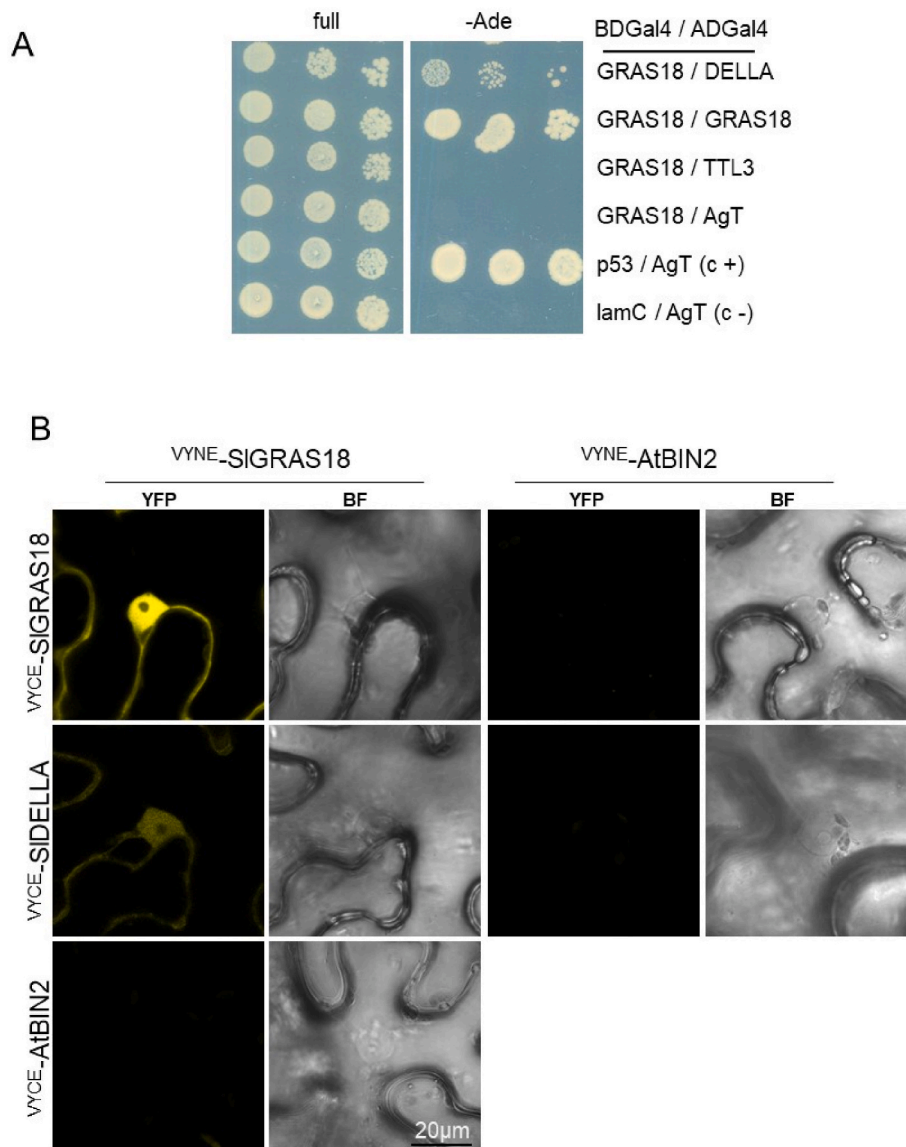 A
full
-Ade
BDGal4 / ADGal4
GRAS18 / DELLA
GRAS18 / GRAS18
GRAS18 / TTL3
GRAS18 / AgT
p53 / AgT (c +)
lamC / AgT (c -)
B
VYNE-SlGRAS18
VYNE-AtBIN2
YFP
BF
YFP
BF
VYCE-SlGRAS18
VYCE-SlDELLA
VYCE-AtBIN2
20µm